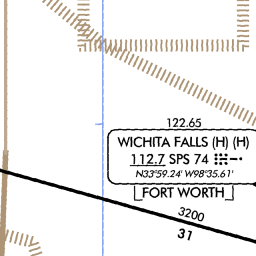 122.65
WICHITA FALLS (H) (H)
112.7 SPS 74
N33°59.24' W98°35.61'
FORT WORTH
3200
31